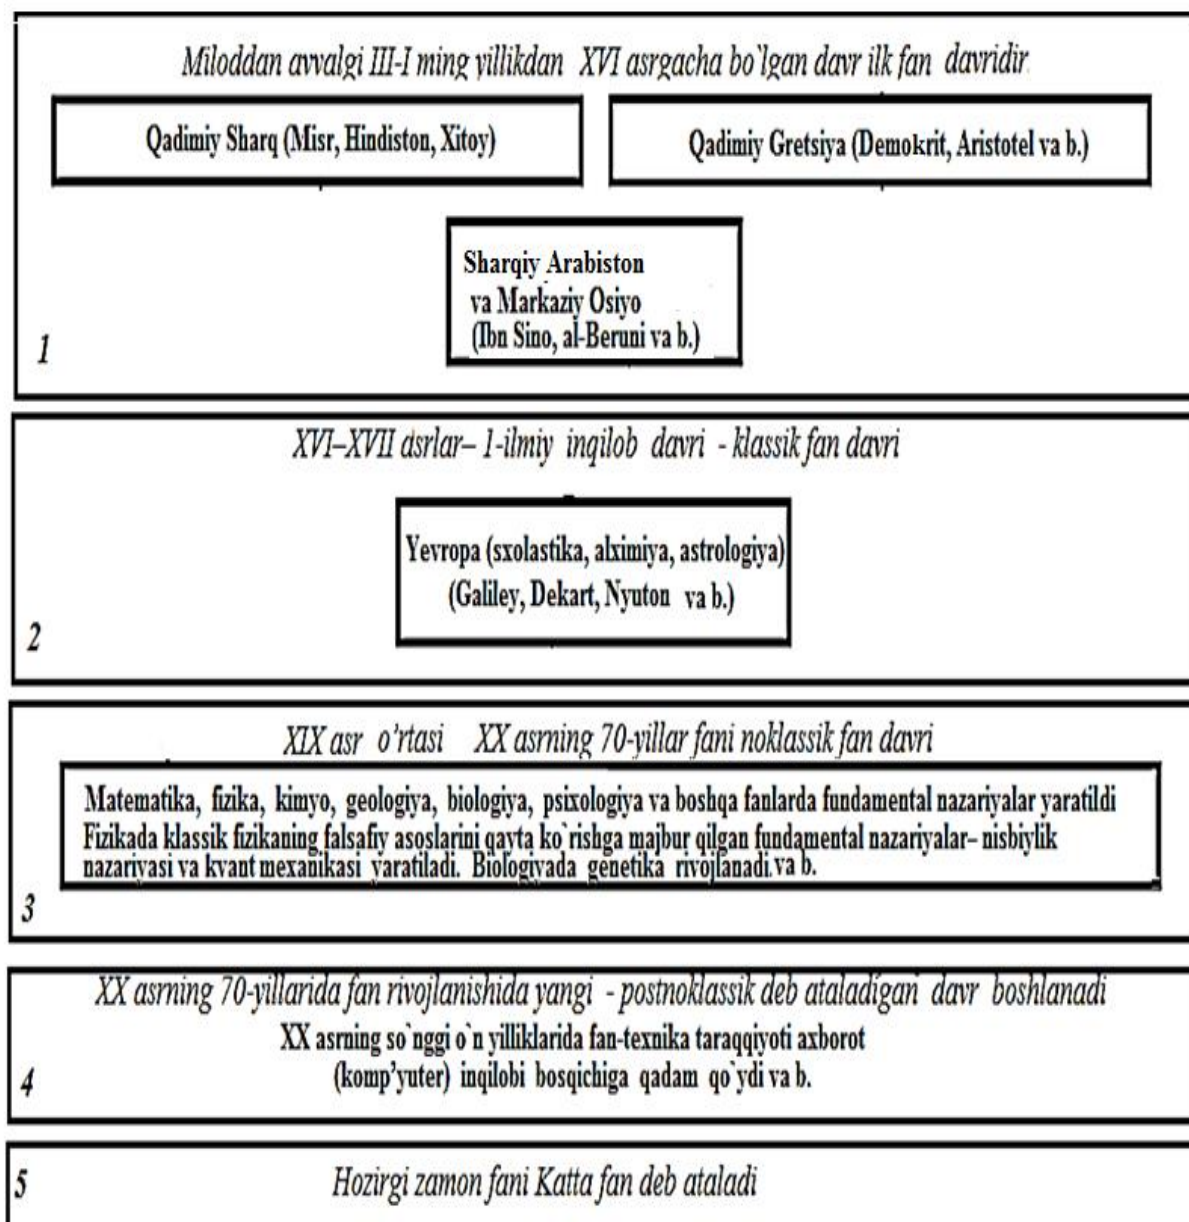 Miloddan avvalgi III-I ming yillikdan XVI asrgacha bo`lgan davr ilk fan davridir
Qadimiy Sharq (Misr, Hindiston, Xitoy)
Qadimiy Gretsiya (Demokrit, Aristotel va b.)
Sharqiy Arabiston
va Markaziy Osiyo
(Ibn Sino, al-Beruni va b.)
1
XVI–XVII asrlar– 1-ilmiy inqilob davri - klassik fan davri
Yevropa (sxolastika, alximiya, astrologiya)
(Galiley, Dekart, Nyuton va b.)
2
XIX asr o’rtasi XX asrning 70-yillar fani noklassik fan davri
Matematika, fizika, kimyo, geologiya, biologiya, psixologiya va boshqa fanlarda fundamental nazariyalar yaratildi
Fizikada klassik fizikaning falsafiy asoslarini qayta ko`rishga majbur qilgan fundamental nazariyalar– nisbiylik
nazariyasi va kvant mexanikasi yaratiladi. Biologiyada genetika rivojlanadi va b.
3
XX asrning 70-yillarida fan rivojlanishida yangi - postnoklassik deb ataladigan davr boshlanadi
XX asrning so`nggi o`n yilliklarida fan-texnika taraqqiyoti axborot
(komp’yuter) inqilobi bosqichiga qadam qo`ydi va b.
4
5
Hozirgi zamon fani Katta fan deb ataladi